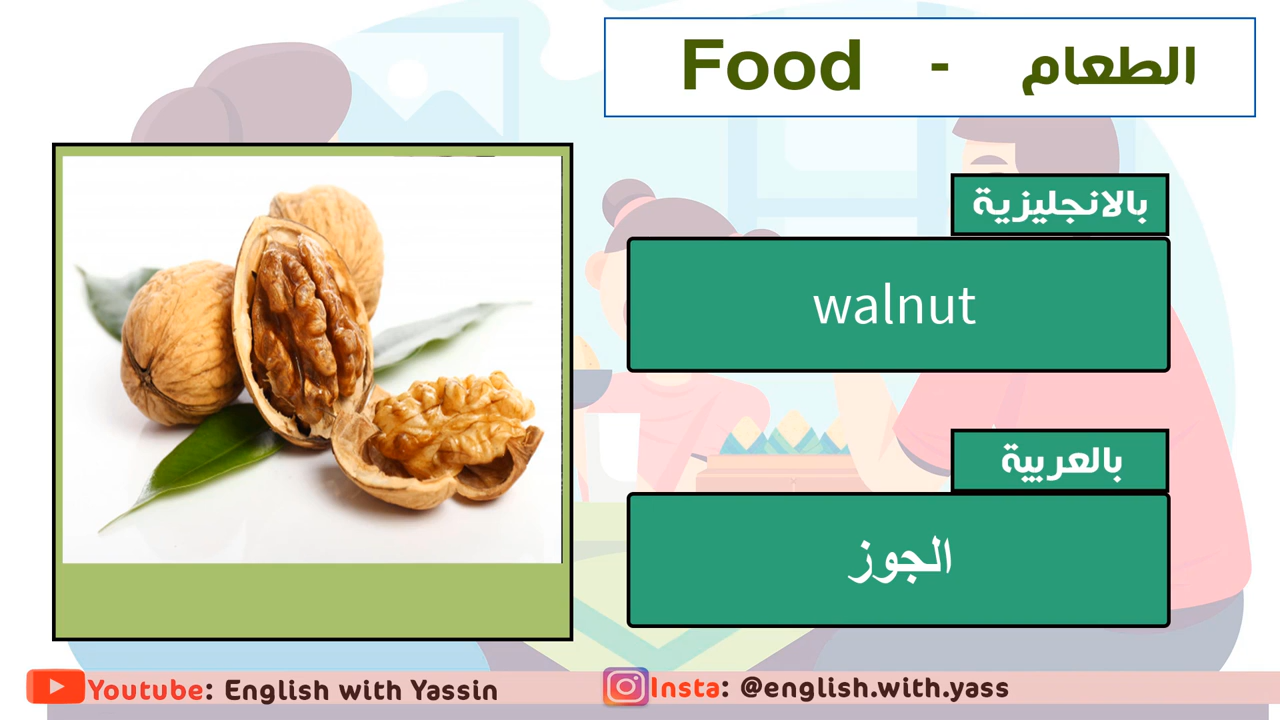 Food - الطعام
بالانجليزية
walnut
بالعربية
الجوز
Youtube: English with Yassin
Insta: @english.with.yass